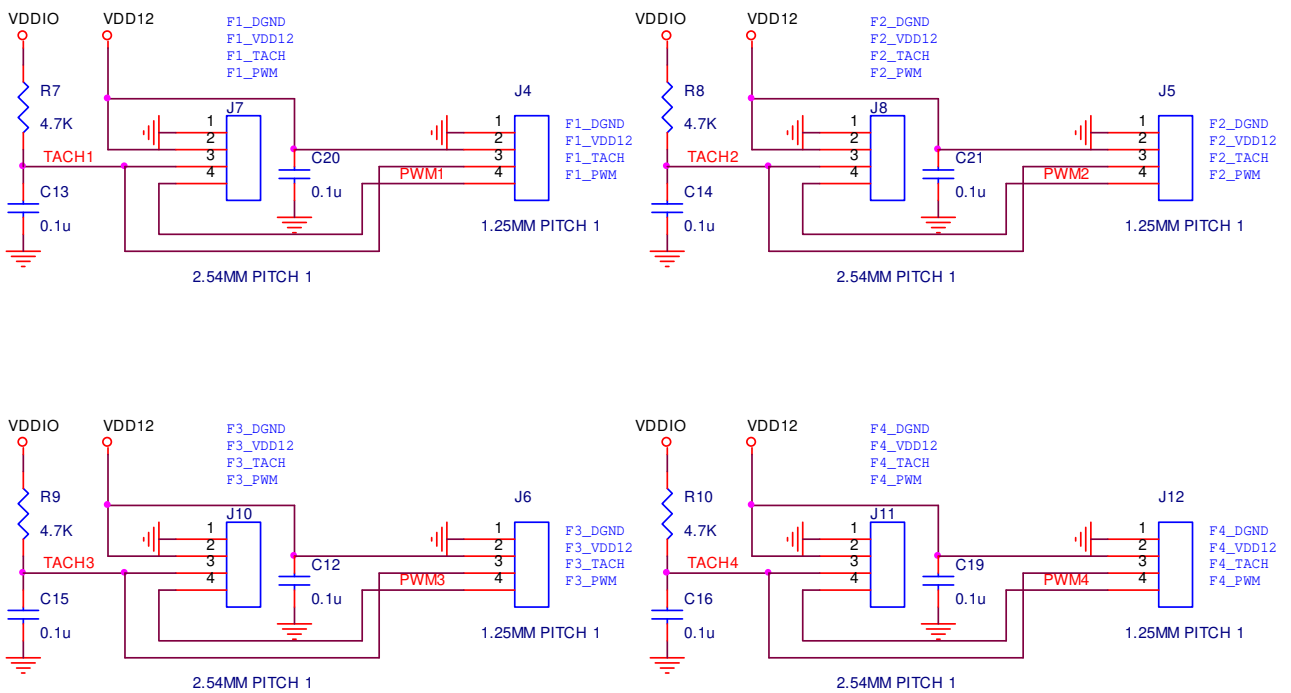 VDDIO
VDD12
F1_DGND
F1_VDD12
F1_TACH
F1_PWM
R7
4.7K
J7
1
2
3
4
TACH1
C13
0.1u
C20
0.1u
PWM1
J4
1
2
3
4
F1_DGND
F1_VDD12
F1_TACH
F1_PWM
1.25MM PITCH 1
2.54MM PITCH 1
VDDIO
VDD12
F2_DGND
F2_VDD12
F2_TACH
F2_PWM
R8
4.7K
J8
1
2
3
4
TACH2
C14
0.1u
C21
0.1u
PWM2
J5
1
2
3
4
F2_DGND
F2_VDD12
F2_TACH
F2_PWM
1.25MM PITCH 1
2.54MM PITCH 1
VDDIO
VDD12
F3_DGND
F3_VDD12
F3_TACH
F3_PWM
R9
4.7K
J10
1
2
3
4
TACH3
C15
0.1u
C12
0.1u
PWM3
J6
1
2
3
4
F3_DGND
F3_VDD12
F3_TACH
F3_PWM
1.25MM PITCH 1
2.54MM PITCH 1
VDDIO
VDD12
F4_DGND
F4_VDD12
F4_TACH
F4_PWM
R10
4.7K
J11
1
2
3
4
TACH4
C16
0.1u
C19
0.1u
PWM4
J12
1
2
3
4
F4_DGND
F4_VDD12
F4_TACH
F4_PWM
1.25MM PITCH 1
2.54MM PITCH 1